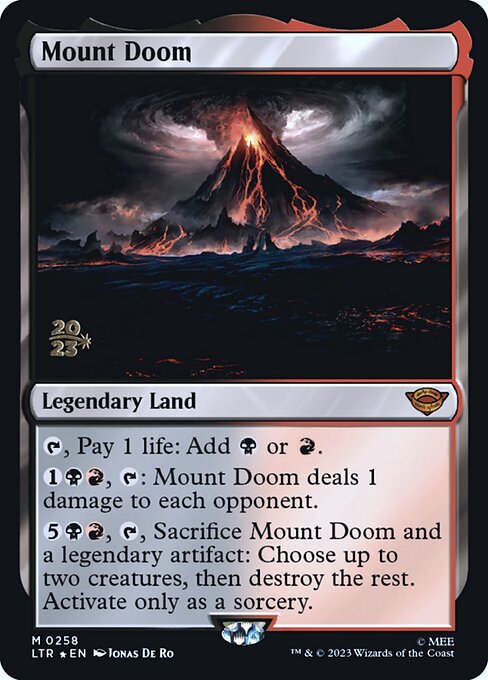 Mount Doom
20
23
Legendary Land
, Pay 1 life: Add or .
1 , : Mount Doom deals 1
damage to each opponent.
5 , , Sacrifice Mount Doom and
a legendary artifact: Choose up to
two creatures, then destroy the rest.
Activate only as a sorcery.
M 0258
LTR ★ EN Jonas De Ro
© MEE
™ & © 2023 Wizards of the Coast